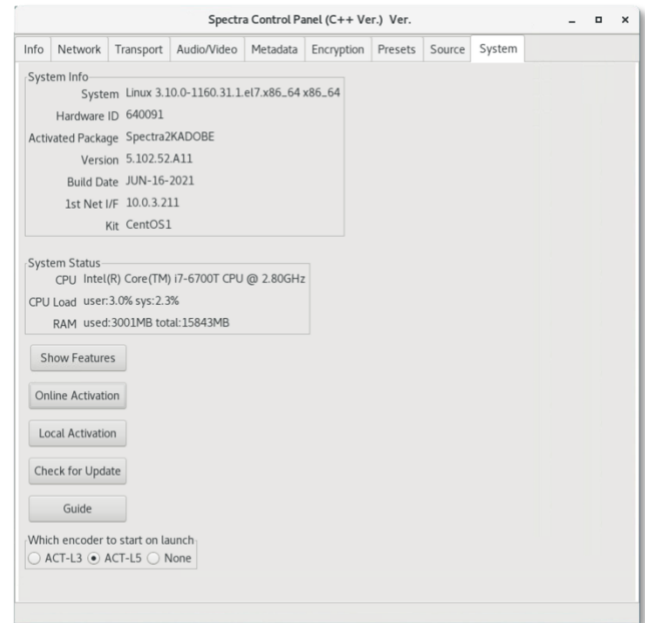 Spectra Control Panel (C++ Ver.) Ver.
Info Network Transport Audio/Video Metadata Encryption Presets Source System
System Info
System Linux 3.10.0-1160.31.1.el7.x86_64 x86_64
Hardware ID 640091
Activated Package Spectra2KADOBE
Version 5.102.52.A11
Build Date JUN-16-2021
1st Net I/F 10.0.3.211
Kit CentOS1
System Status
CPU Intel(R) Core(TM) i7-6700T CPU @ 2.80GHz
CPU Load user:3.0% sys:2.3%
RAM used:3001MB total:15843MB
Show Features
Online Activation
Local Activation
Check for Update
Guide
Which encoder to start on launch
ACT-L3 ACT-L5 None